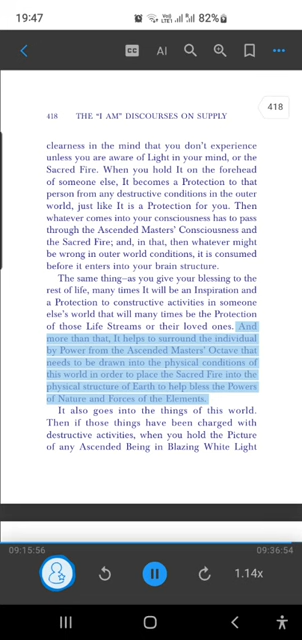 19:47
82%
CC
AI
418
418 THE "I AM" DISCOURSES ON SUPPLY
clearness in the mind that you don't experience
unless you are aware of Light in your mind, or the
Sacred Fire. When you hold It on the forehead
of someone else, It becomes a Protection to that
person from any destructive conditions in the outer
world, just like It is a Protection for you. Then
whatever comes into your consciousness has to pass
through the Ascended Masters' Consciousness and
the Sacred Fire; and, in that, then whatever might
be wrong in outer world conditions, it is consumed
before it enters into your brain structure.
The same thing–as you give your blessing to the
rest of life, many times It will be an Inspiration and
a Protection to constructive activities in someone
else's world that will many times be the Protection
of those Life Streams or their loved ones. And
more than that, It helps to surround the individual
by Power from the Ascended Masters' Octave that
needs to be drawn into the physical conditions of
this world in order to place the Sacred Fire into the
physical structure of Earth to help bless the Powers
of Nature and Forces of the Elements.
It also goes into the things of this world.
Then if those things have been charged with
destructive activities, when you hold the Picture
of any Ascended Being in Blazing White Light
09:15:56
09:36:54
1.14x